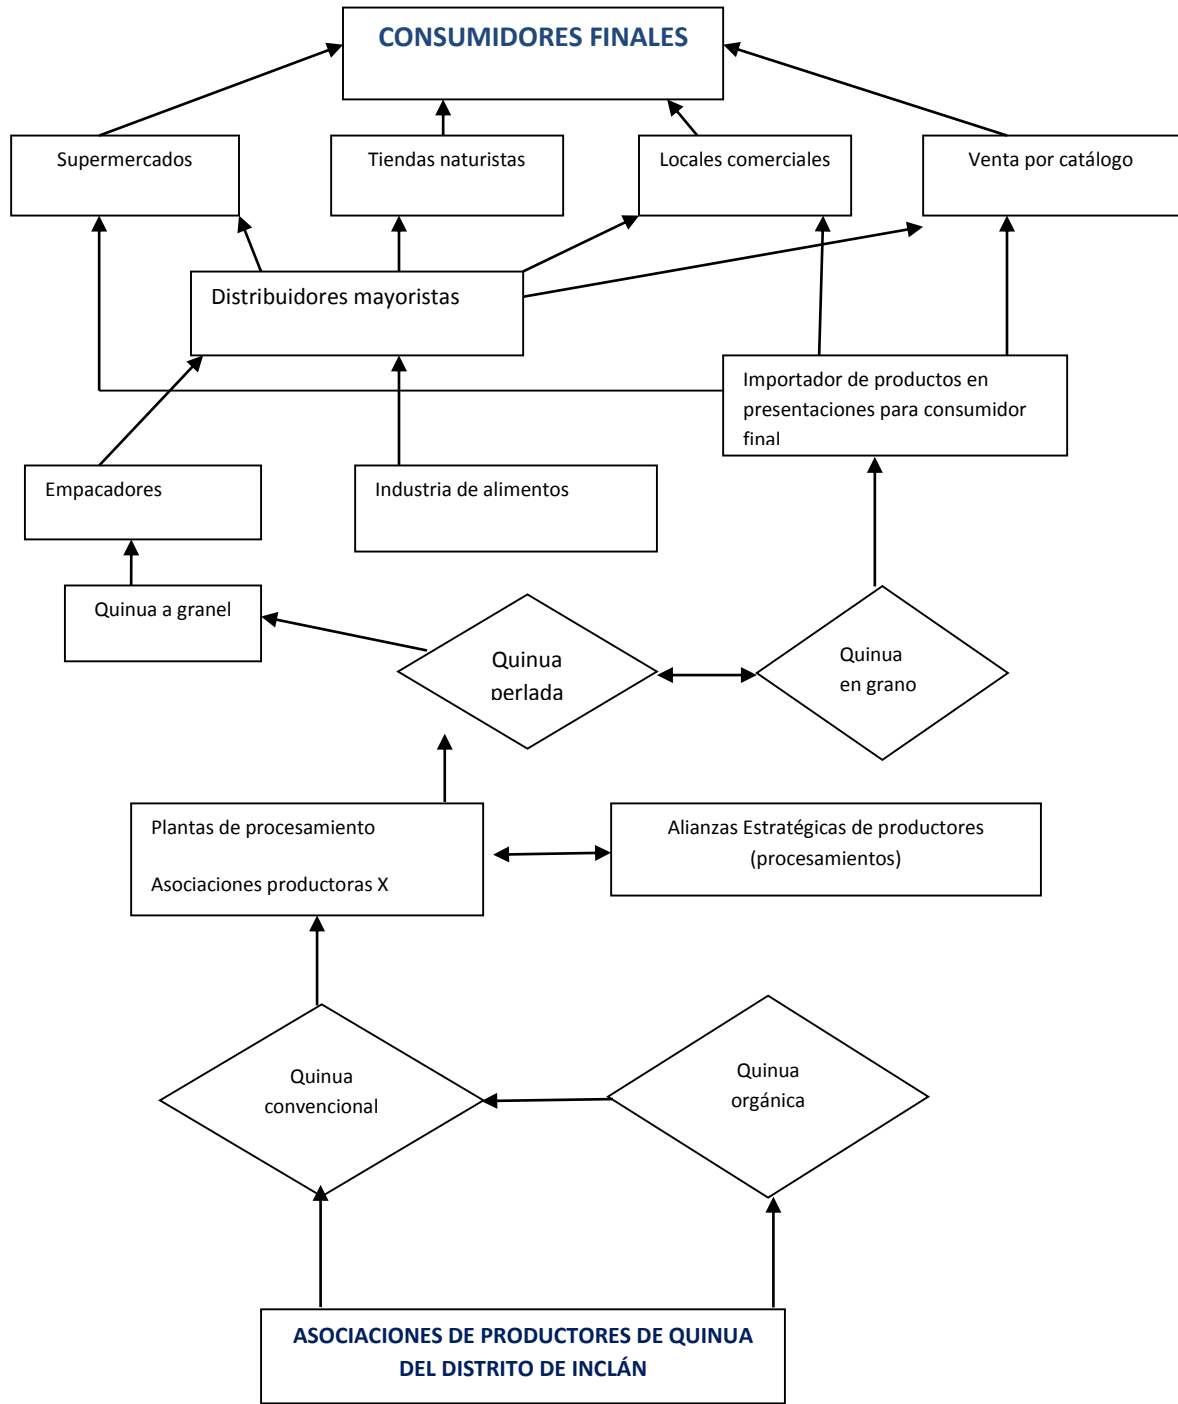 CONSUMIDORES FINALES
Supermercados
Tiendas naturistas
Locales comerciales
Venta por catálogo
Distribuidores mayoristas
Importador de productos en
presentaciones para consumidor
final
Empacadores
Industria de alimentos
Quinua a granel
Quinua
perlada
Quinua
en grano
Plantas de procesamiento
Asociaciones productoras X
Alianzas Estratégicas de productores
(procesamientos)
Quinua
convencional
Quinua
orgánica
ASOCIACIONES DE PRODUCTORES DE QUINUA
DEL DISTRITO DE INCLÁN